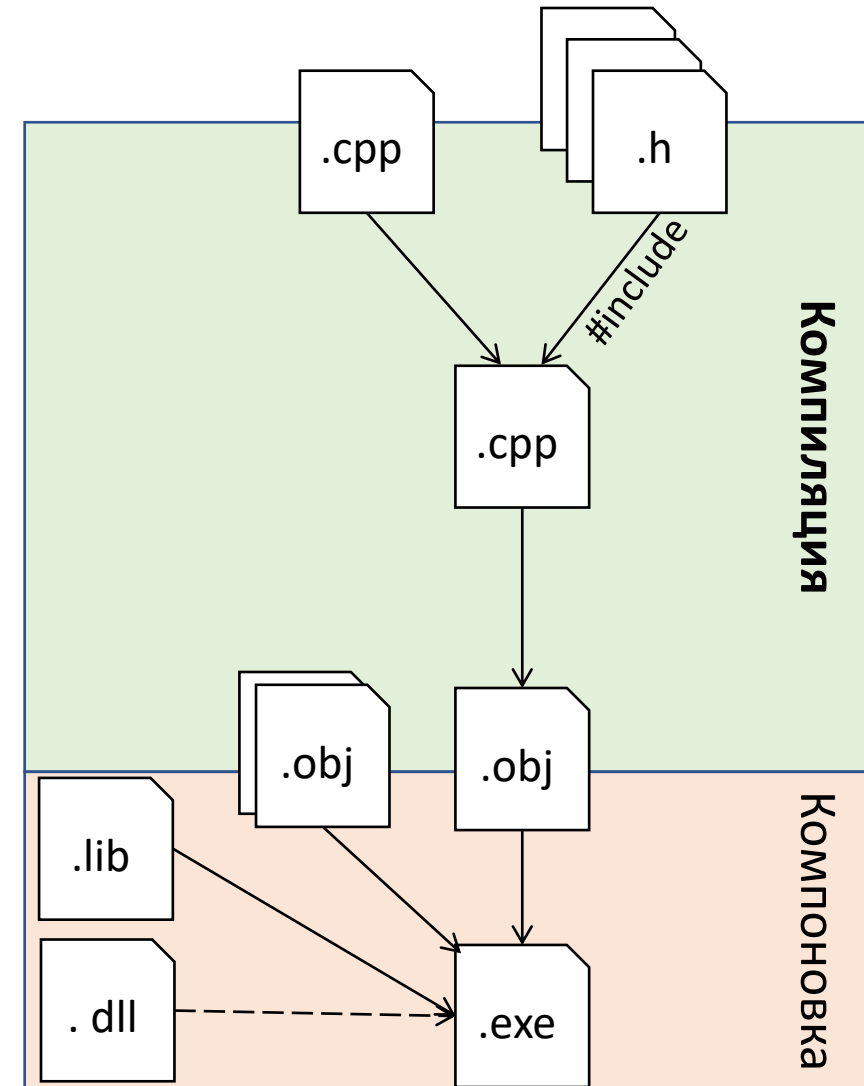 .cpp
.h
#include
.cpp
Компиляция
.obj
.obj
Компоновка
.lib
. dll
.exe